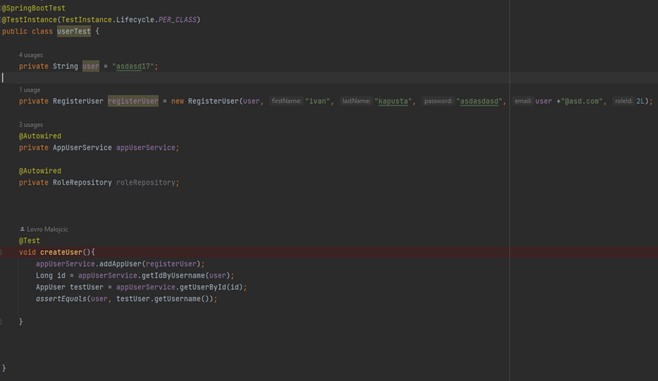 @SpringBootTest
@TestInstance(TestInstance.Lifecycle.PER_CLASS)
public class userTest {
4 usages
private String user = "asdasd17";
1 usage
private RegisterUser registerUser = new RegisterUser(user, firstName: "ivan", lastName: "kapusta", password: "asdasdasd", email: user +"@asd.com", roleId: 2L);
3 usages
@Autowired
private AppUserService appUserService;
@Autowired
private RoleRepository roleRepository;
Lovro Malojcic
@Test
void createUser(){
appUserService.addAppUser(registerUser);
Long id = appUserService.getIdByUsername(user);
AppUser testUser = appUserService.getUserById(id);
assertEquals(user, testUser.getUsername());
}
}